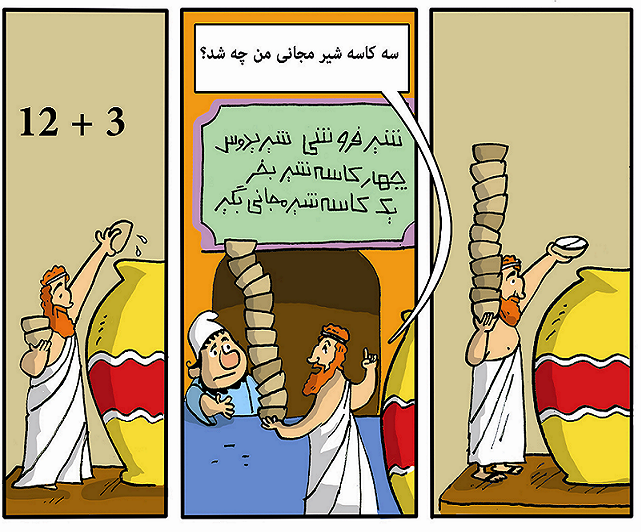 سه کاسه شیر مجانی من چه شد؟
شیر فروشی شیر
چهار کاسه شیر بخر
یک کاسه شیر مجانی بگیر
12 + 3